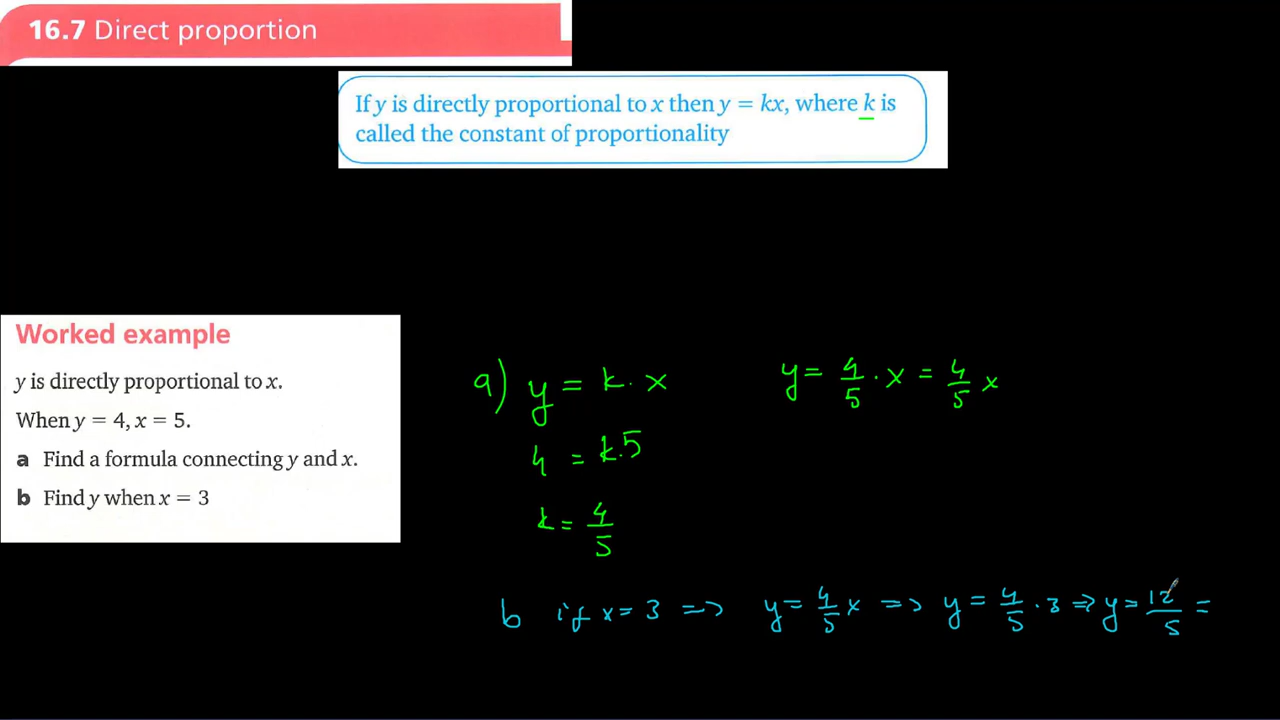 16.7 Direct proportion
If y is directly proportional to x then y = kx, where k is
called the constant of proportionality
Worked example
y is directly proportional to x.
When y = 4, x = 5.
a Find a formula connecting y and x.
b Find y when x = 3
a) y = k · x
4 = k.5
k = 4/5
y = 4/5 · x = 4/5 x
b if x = 3 => y = 4/5 x => y = 4/5 · 3 => y = 12/5 =